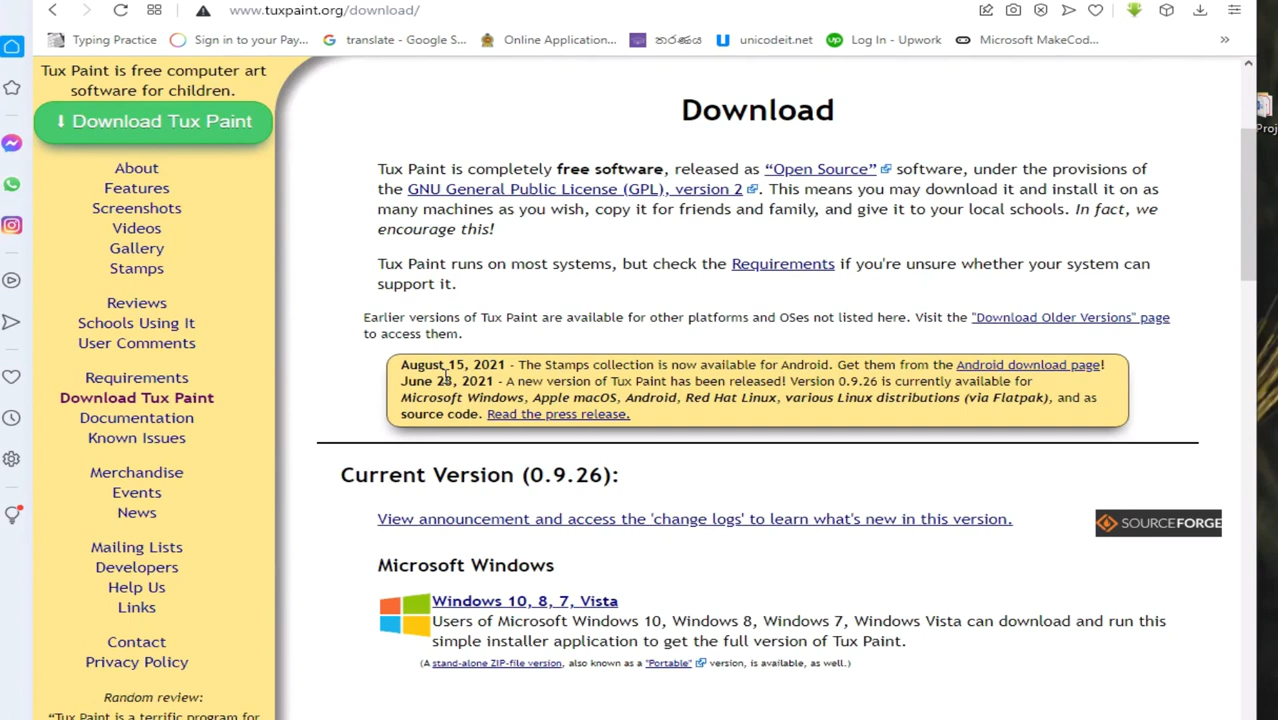 www.tuxpaint.org/download/
Typing Practice
Sign in to your Pay...
translate - Google S...
Online Application...
තරණය
unicodeit.net
Log In - Upwork
Microsoft MakeCod...
»
Tux Paint is free computer art
software for children.
Download Tux Paint
About
Features
Screenshots
Videos
Gallery
Stamps
Reviews
Schools Using It
User Comments
Requirements
Download Tux Paint
Documentation
Known Issues
Merchandise
Events
News
Mailing Lists
Developers
Help Us
Links
Contact
Privacy Policy
Random review:
“Tux Paint is a terrific program for
Download
Tux Paint is completely free software, released as “Open Source” software, under the provisions of
the GNU General Public License (GPL), version 2 . This means you may download it and install it on
many machines as you wish, copy it for friends and family, and give it to your local schools. In fact, we
encourage this!
Tux Paint runs on most systems, but check the Requirements if you're unsure whether your system can
support it.
Earlier versions of Tux Paint are available for other platforms and OSes not listed here. Visit the "Download Older Versions" page
to access them.
August 15, 2021 - The Stamps collection is now available for Android. Get them from the Android download page!
June 23, 2021 - A new version of Tux Paint has been released! Version 0.9.26 is currently available for
Microsoft Windows, Apple macOS, Android, Red Hat Linux, various Linux distributions (via Flatpak), and as
source code. Read the press release.
Current Version (0.9.26):
View announcement and access the 'change logs' to learn what's new in this version.
SOURCEFORGE
Microsoft Windows
Windows 10, 8, 7, Vista
Users of Microsoft Windows 10, Windows 8, Windows 7, Windows Vista can download and run this
simple installer application to get the full version of Tux Paint.
(A stand-alone ZIP-file version, also known as a "Portable" version, is available, as well.)
Proj